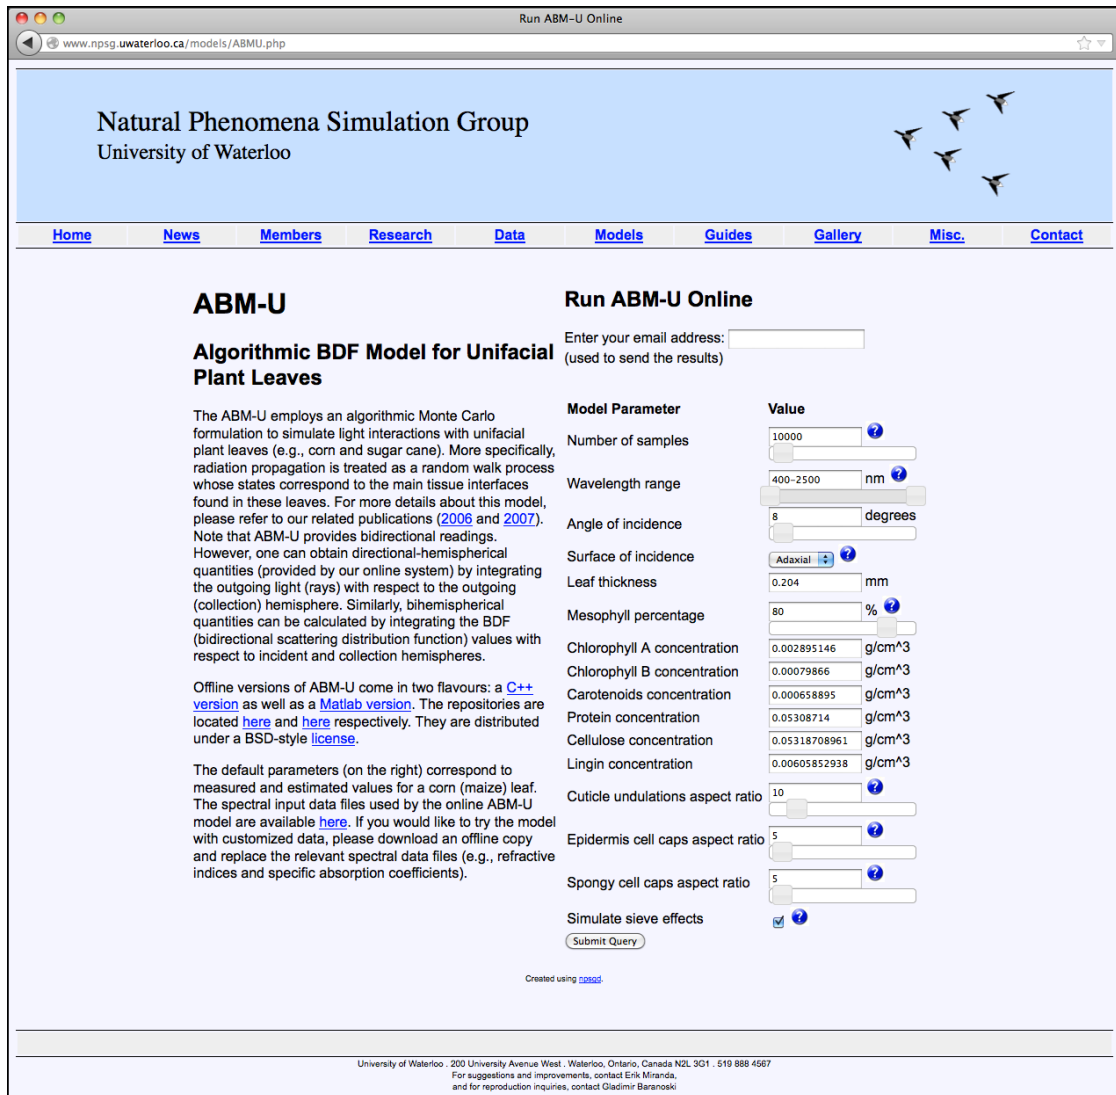 Run ABM-U Online
www.npsg.uwaterloo.ca/models/ABMU.php
Natural Phenomena Simulation Group
University of Waterloo
Home News Members Research Data Models Guides Gallery Misc. Contact
ABM-U
Algorithmic BDF Model for Unifacial
Plant Leaves
The ABM-U employs an algorithmic Monte Carlo
formulation to simulate light interactions with unifacial
plant leaves (e.g., corn and sugar cane). More specifically,
radiation propagation is treated as a random walk process
whose states correspond to the main tissue interfaces
found in these leaves. For more details about this model,
please refer to our related publications (2006 and 2007).
Note that ABM-U provides bidirectional readings.
However, one can obtain directional-hemispherical
quantities (provided by our online system) by integrating
the outgoing light (rays) with respect to the outgoing
(collection) hemisphere. Similarly, bihemispherical
quantities can be calculated by integrating the BDF
(bidirectional scattering distribution function) values with
respect to incident and collection hemispheres.
Offline versions of ABM-U come in two flavours: a C++
version as well as a Matlab version. The repositories are
located here and here respectively. They are distributed
under a BSD-style license.
The default parameters (on the right) correspond to
measured and estimated values for a corn (maize) leaf.
The spectral input data files used by the online ABM-U
model are available here. If you would like to try the model
with customized data, please download an offline copy
and replace the relevant spectral data files (e.g., refractive
indices and specific absorption coefficients).
Run ABM-U Online
Enter your email address:
(used to send the results)
Model Parameter Value
Number of samples 10000 ?
Wavelength range 400-2500 nm ?
Angle of incidence 8 degrees
Surface of incidence Adaxial ?
Leaf thickness 0.204 mm
Mesophyll percentage 80 % ?
Chlorophyll A concentration 0.002895146 g/cm^3
Chlorophyll B concentration 0.00079866 g/cm^3
Carotenoids concentration 0.000658895 g/cm^3
Protein concentration 0.05308714 g/cm^3
Cellulose concentration 0.05318708961 g/cm^3
Lingin concentration 0.00605852938 g/cm^3
Cuticle undulations aspect ratio 10 ?
Epidermis cell caps aspect ratio 5 ?
Spongy cell caps aspect ratio 5 ?
Simulate sieve effects ?
Submit Query
Created using npsgd.
University of Waterloo . 200 University Avenue West . Waterloo, Ontario, Canada N2L 3G1 . 519 888 4567
For suggestions and improvements, contact Erik Miranda,
and for reproduction inquiries, contact Gladimir Baranoski